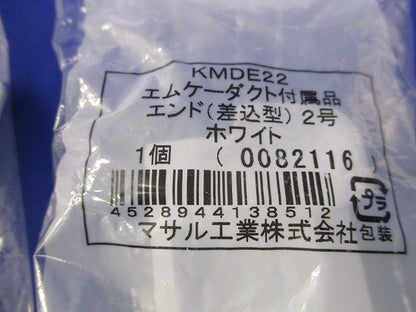 KMDE22
エムケーダクト付属品
エンド(差込型) 2号
ホワイト
1個 (0082116)
4528944138512
プラ
マサル工業株式会社 包装